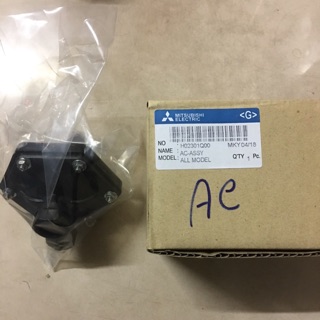 MITSUBISHI
ELECTRIC
<G>
NO : H02301Q00 MKY04/18
NAME : AC-ASSY
MODEL: ALL MODEL QTY 1 Pc.
AC